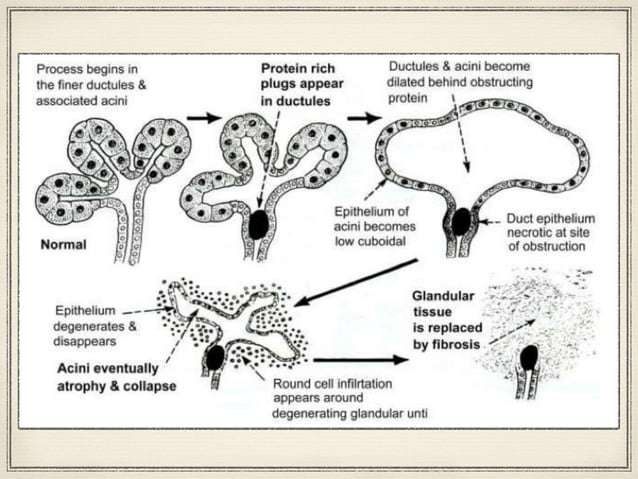 Process begins in
the finer ductules &
associated acini
Protein rich
plugs appear
in ductules
Ductules & acini become
dilated behind obstructing
protein
Normal
Epithelium of
acini becomes
low cuboidal
Duct epithelium
necrotic at site
of obstruction
Epithelium
degenerates &
disappears
Acini eventually
atrophy & collapse
Round cell infiltration
appears around
degenerating glandular unti
Glandular
tissue
is replaced
by fibrosis